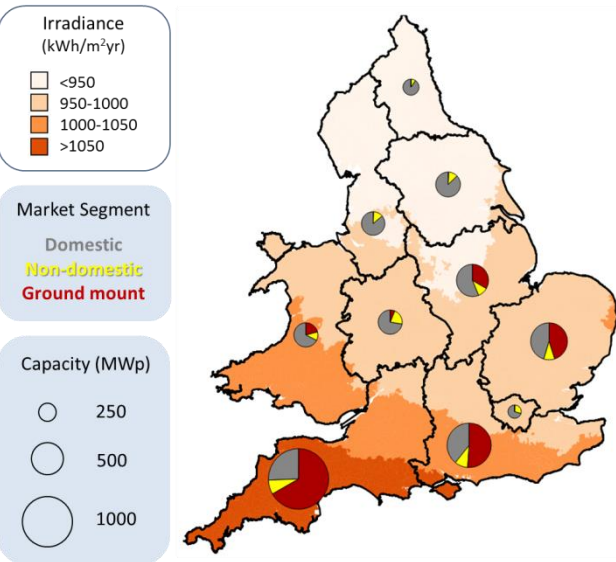 Irradiance
(kWh/m²yr)
<950
950-1000
1000-1050
>1050
Market Segment
Domestic
Non-domestic
Ground mount
Capacity (MWp)
250
500
1000